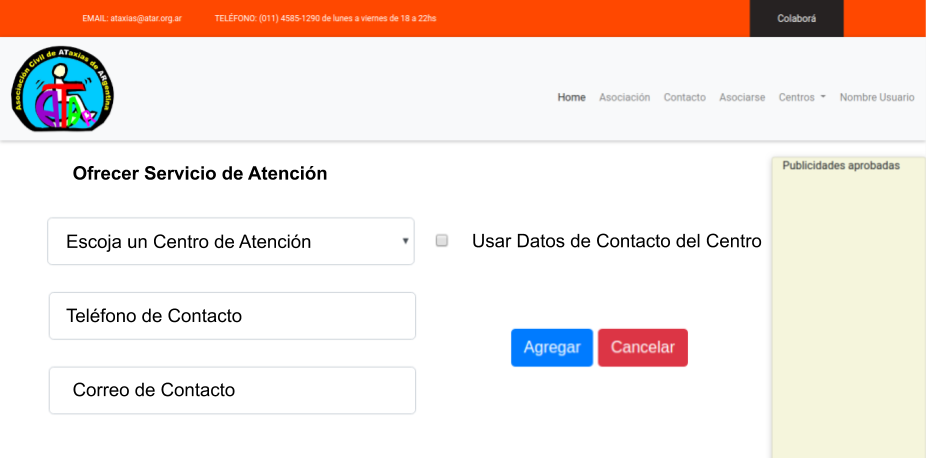 EMAIL: ataxias@atar.org.ar
TELÉFONO: (011) 4585-1290 de lunes a viernes de 18 a 22hs
Colaborá
Asociación Civil de ATaxias de ARgentina
ATAR
Home
Asociación
Contacto
Asociarse
Centros
Nombre Usuario
Ofrecer Servicio de Atención
Publicidades aprobadas
Escoja un Centro de Atención
Usar Datos de Contacto del Centro
Teléfono de Contacto
Agregar
Cancelar
Correo de Contacto